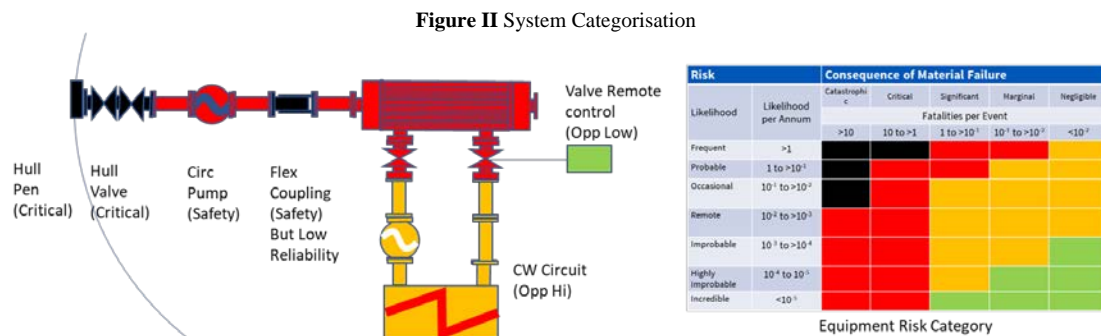 Figure II System Categorisation
Hull
Pen
(Critical)
Hull
Valve
(Critical)
Circ
Pump
(Safety)
Flex
Coupling
(Safety)
But Low
Reliability
Valve Remote
control
(Opp Low)
CW Circuit
(Opp Hi)
Risk
Consequence of Material Failure
Likelihood
Likelihood
per Annum
Catastrophi
c
Critical
Significant
Marginal
Negligible
Fatalities per Event
>10
10 to >1
1 to >10⁻¹
10⁻¹ to >10⁻²
<10⁻²
Frequent
>1
Probable
1 to >10⁻¹
Occasional
10⁻¹ to >10⁻²
Remote
10⁻² to >10⁻³
Improbable
10⁻³ to >10⁻⁴
Highly
Improbable
10⁻⁴ to 10⁻⁵
Incredible
<10⁻⁵
Equipment Risk Category